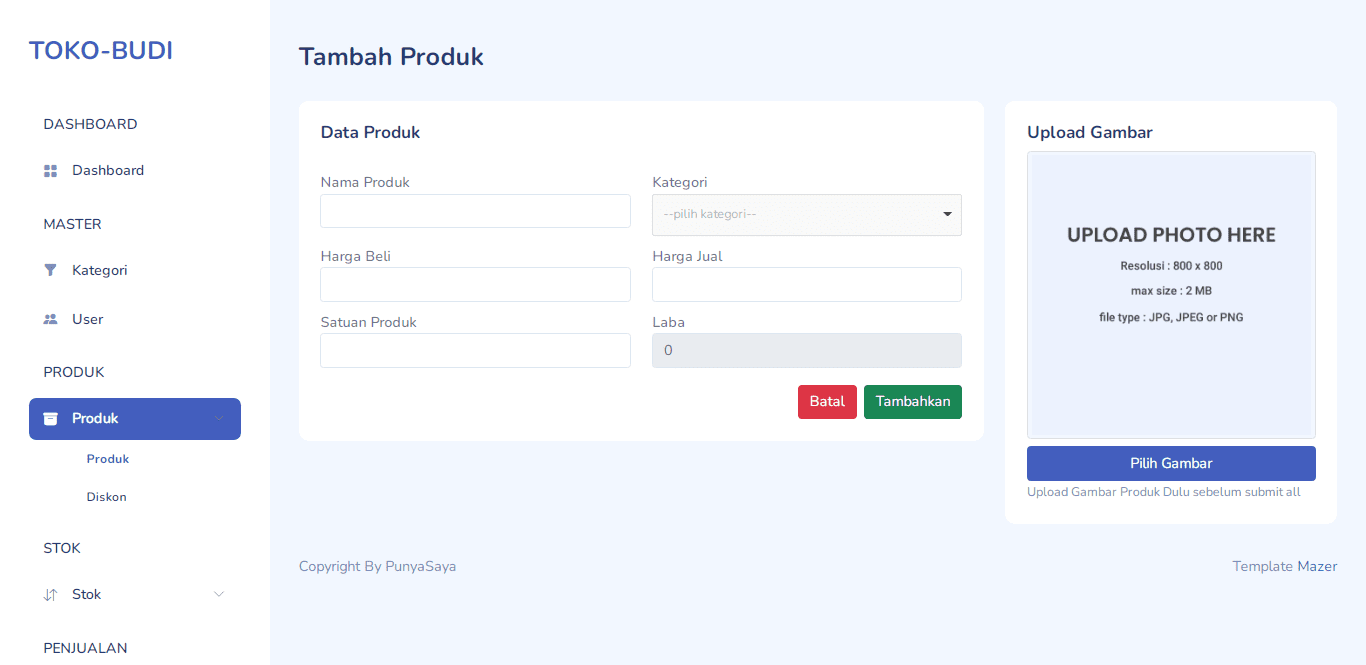 TOKO-BUDI
DASHBOARD
Dashboard
MASTER
Kategori
User
PRODUK
Produk
Produk
Diskon
STOK
Stok
PENJUALAN
Tambah Produk
Data Produk
Nama Produk
Kategori
--pilih kategori--
Harga Beli
Harga Jual
Satuan Produk
Laba
0
Batal
Tambahkan
Upload Gambar
UPLOAD PHOTO HERE
Resolusi : 800 x 800
max size : 2 MB
file type : JPG, JPEG or PNG
Pilih Gambar
Upload Gambar Produk Dulu sebelum submit all
Copyright By PunyaSaya
Template Mazer